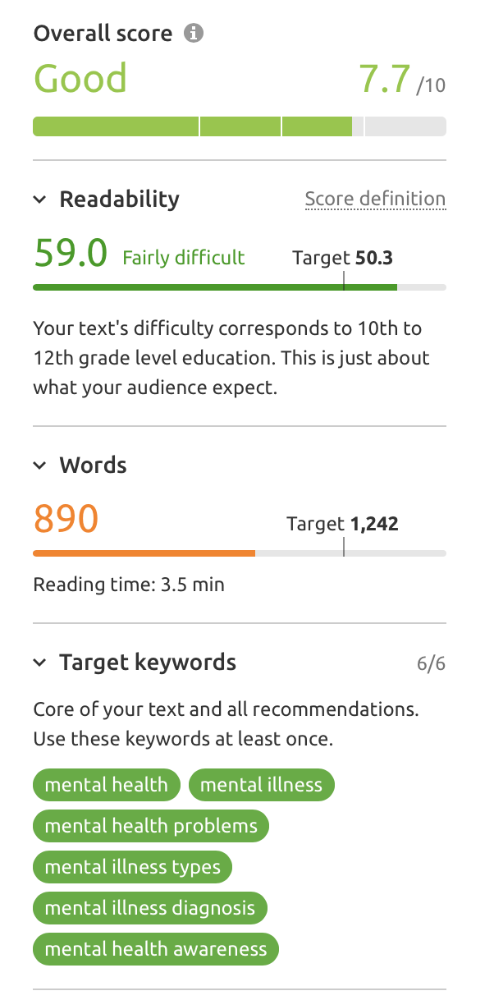 Overall score
Good 7.7 /10
Readability Score definition
59.0 Fairly difficult Target 50.3
Your text's difficulty corresponds to 10th to
12th grade level education. This is just about
what your audience expect.
Words
890 Target 1,242
Reading time: 3.5 min
Target keywords 6/6
Core of your text and all recommendations.
Use these keywords at least once.
mental health mental illness
mental health problems
mental illness types
mental illness diagnosis
mental health awareness